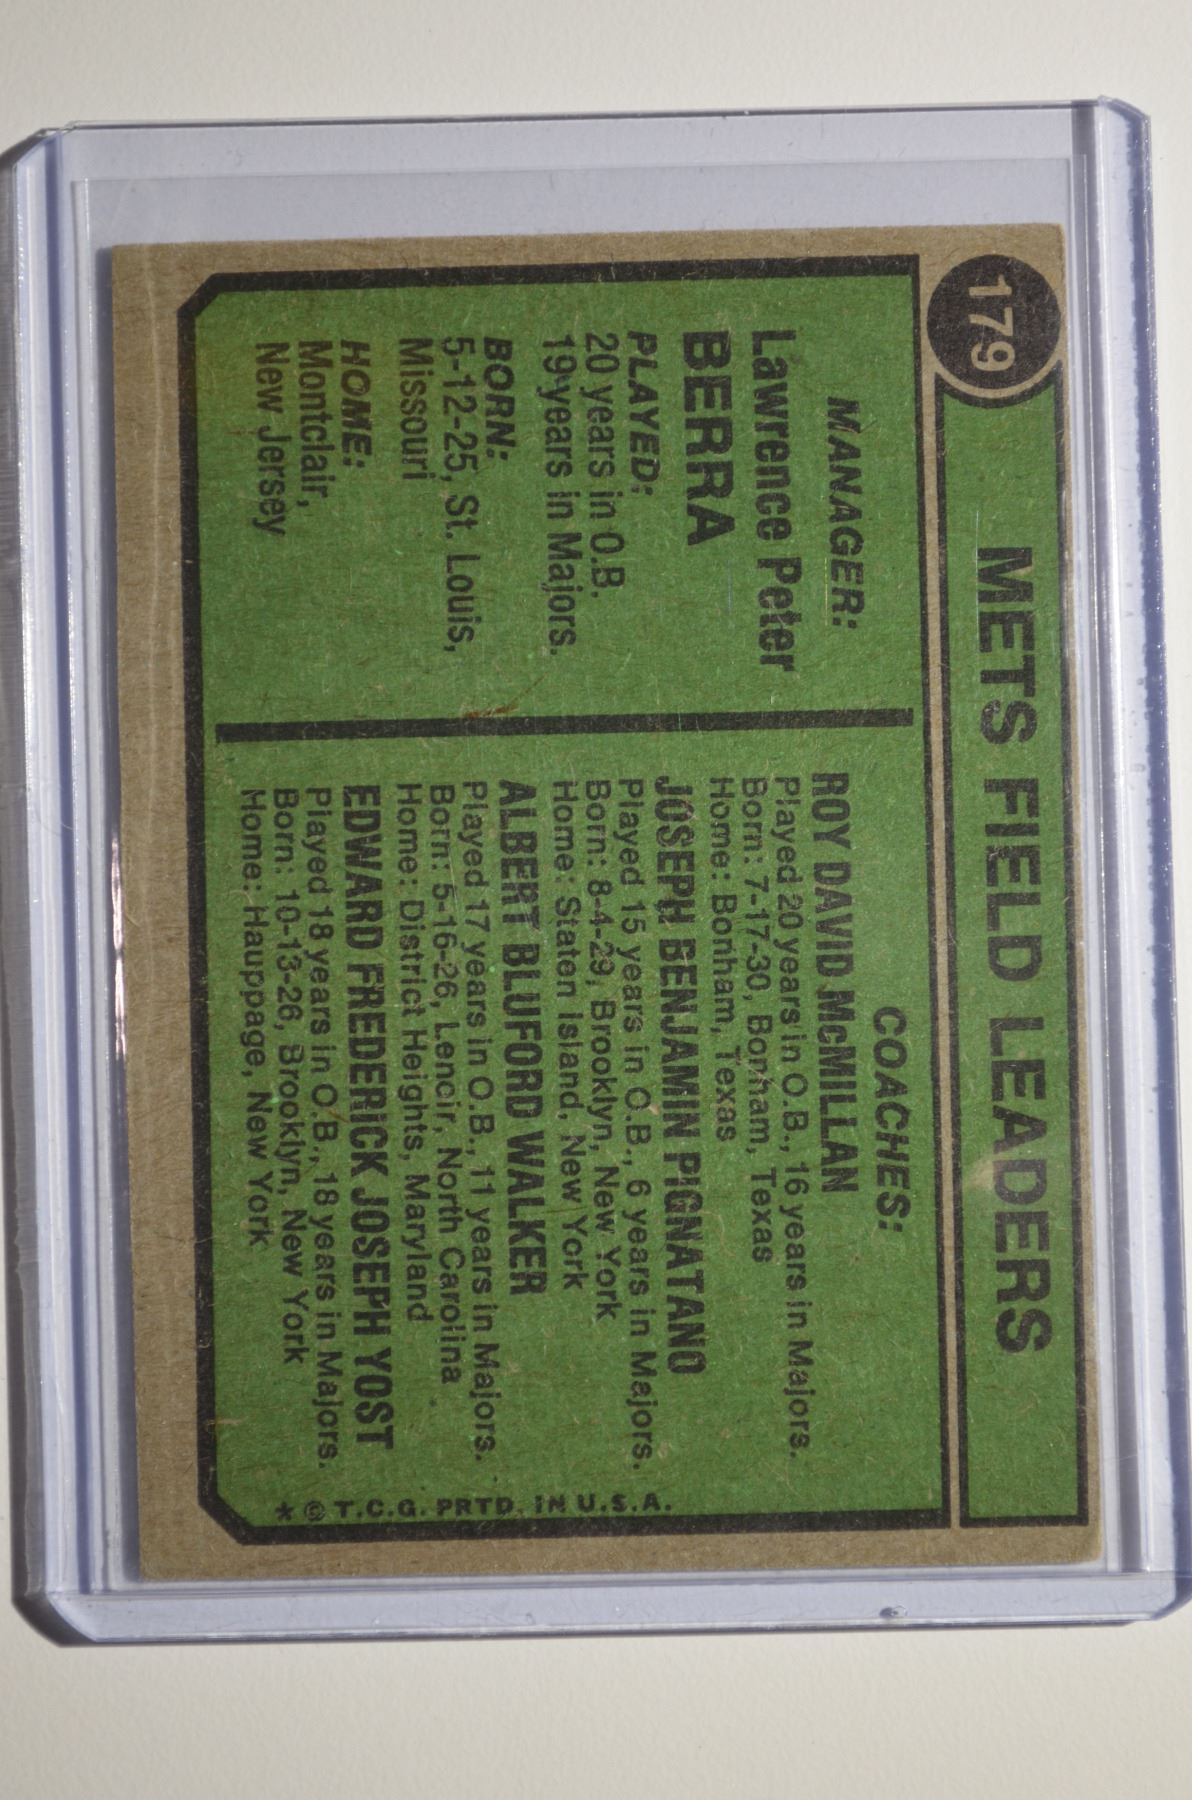 179
METS FIELD LEADERS
MANAGER:
Lawrence Peter
BERRA
PLAYED:
20 years in O.B.
19 years in Majors.
BORN:
5-12-25, St. Louis,
Missouri
HOME:
Montclair,
New Jersey
COACHES:
ROY DAVID McMILLAN
Played 20 years in O.B., 16 years in Majors.
Born: 7-17-30, Bonham, Texas
Home: Bonham, Texas
JOSEPH BENJAMIN PIGNATANO
Played 15 years in O.B., 6 years in Majors.
Born: 8-4-29, Brooklyn, New York
Home: Staten Island, New York
ALBERT BLUFORD WALKER
Played 17 years in O.B., 11 years in Majors.
Born: 5-16-26, Lenoir, North Carolina
Home: District Heights, Maryland
EDWARD FREDERICK JOSEPH YOST
Played 18 years in O.B., 18 years in Majors.
Born: 10-13-26, Brooklyn, New York
Home: Hauppage, New York
* © T.C.G. PRTD. IN U.S.A.